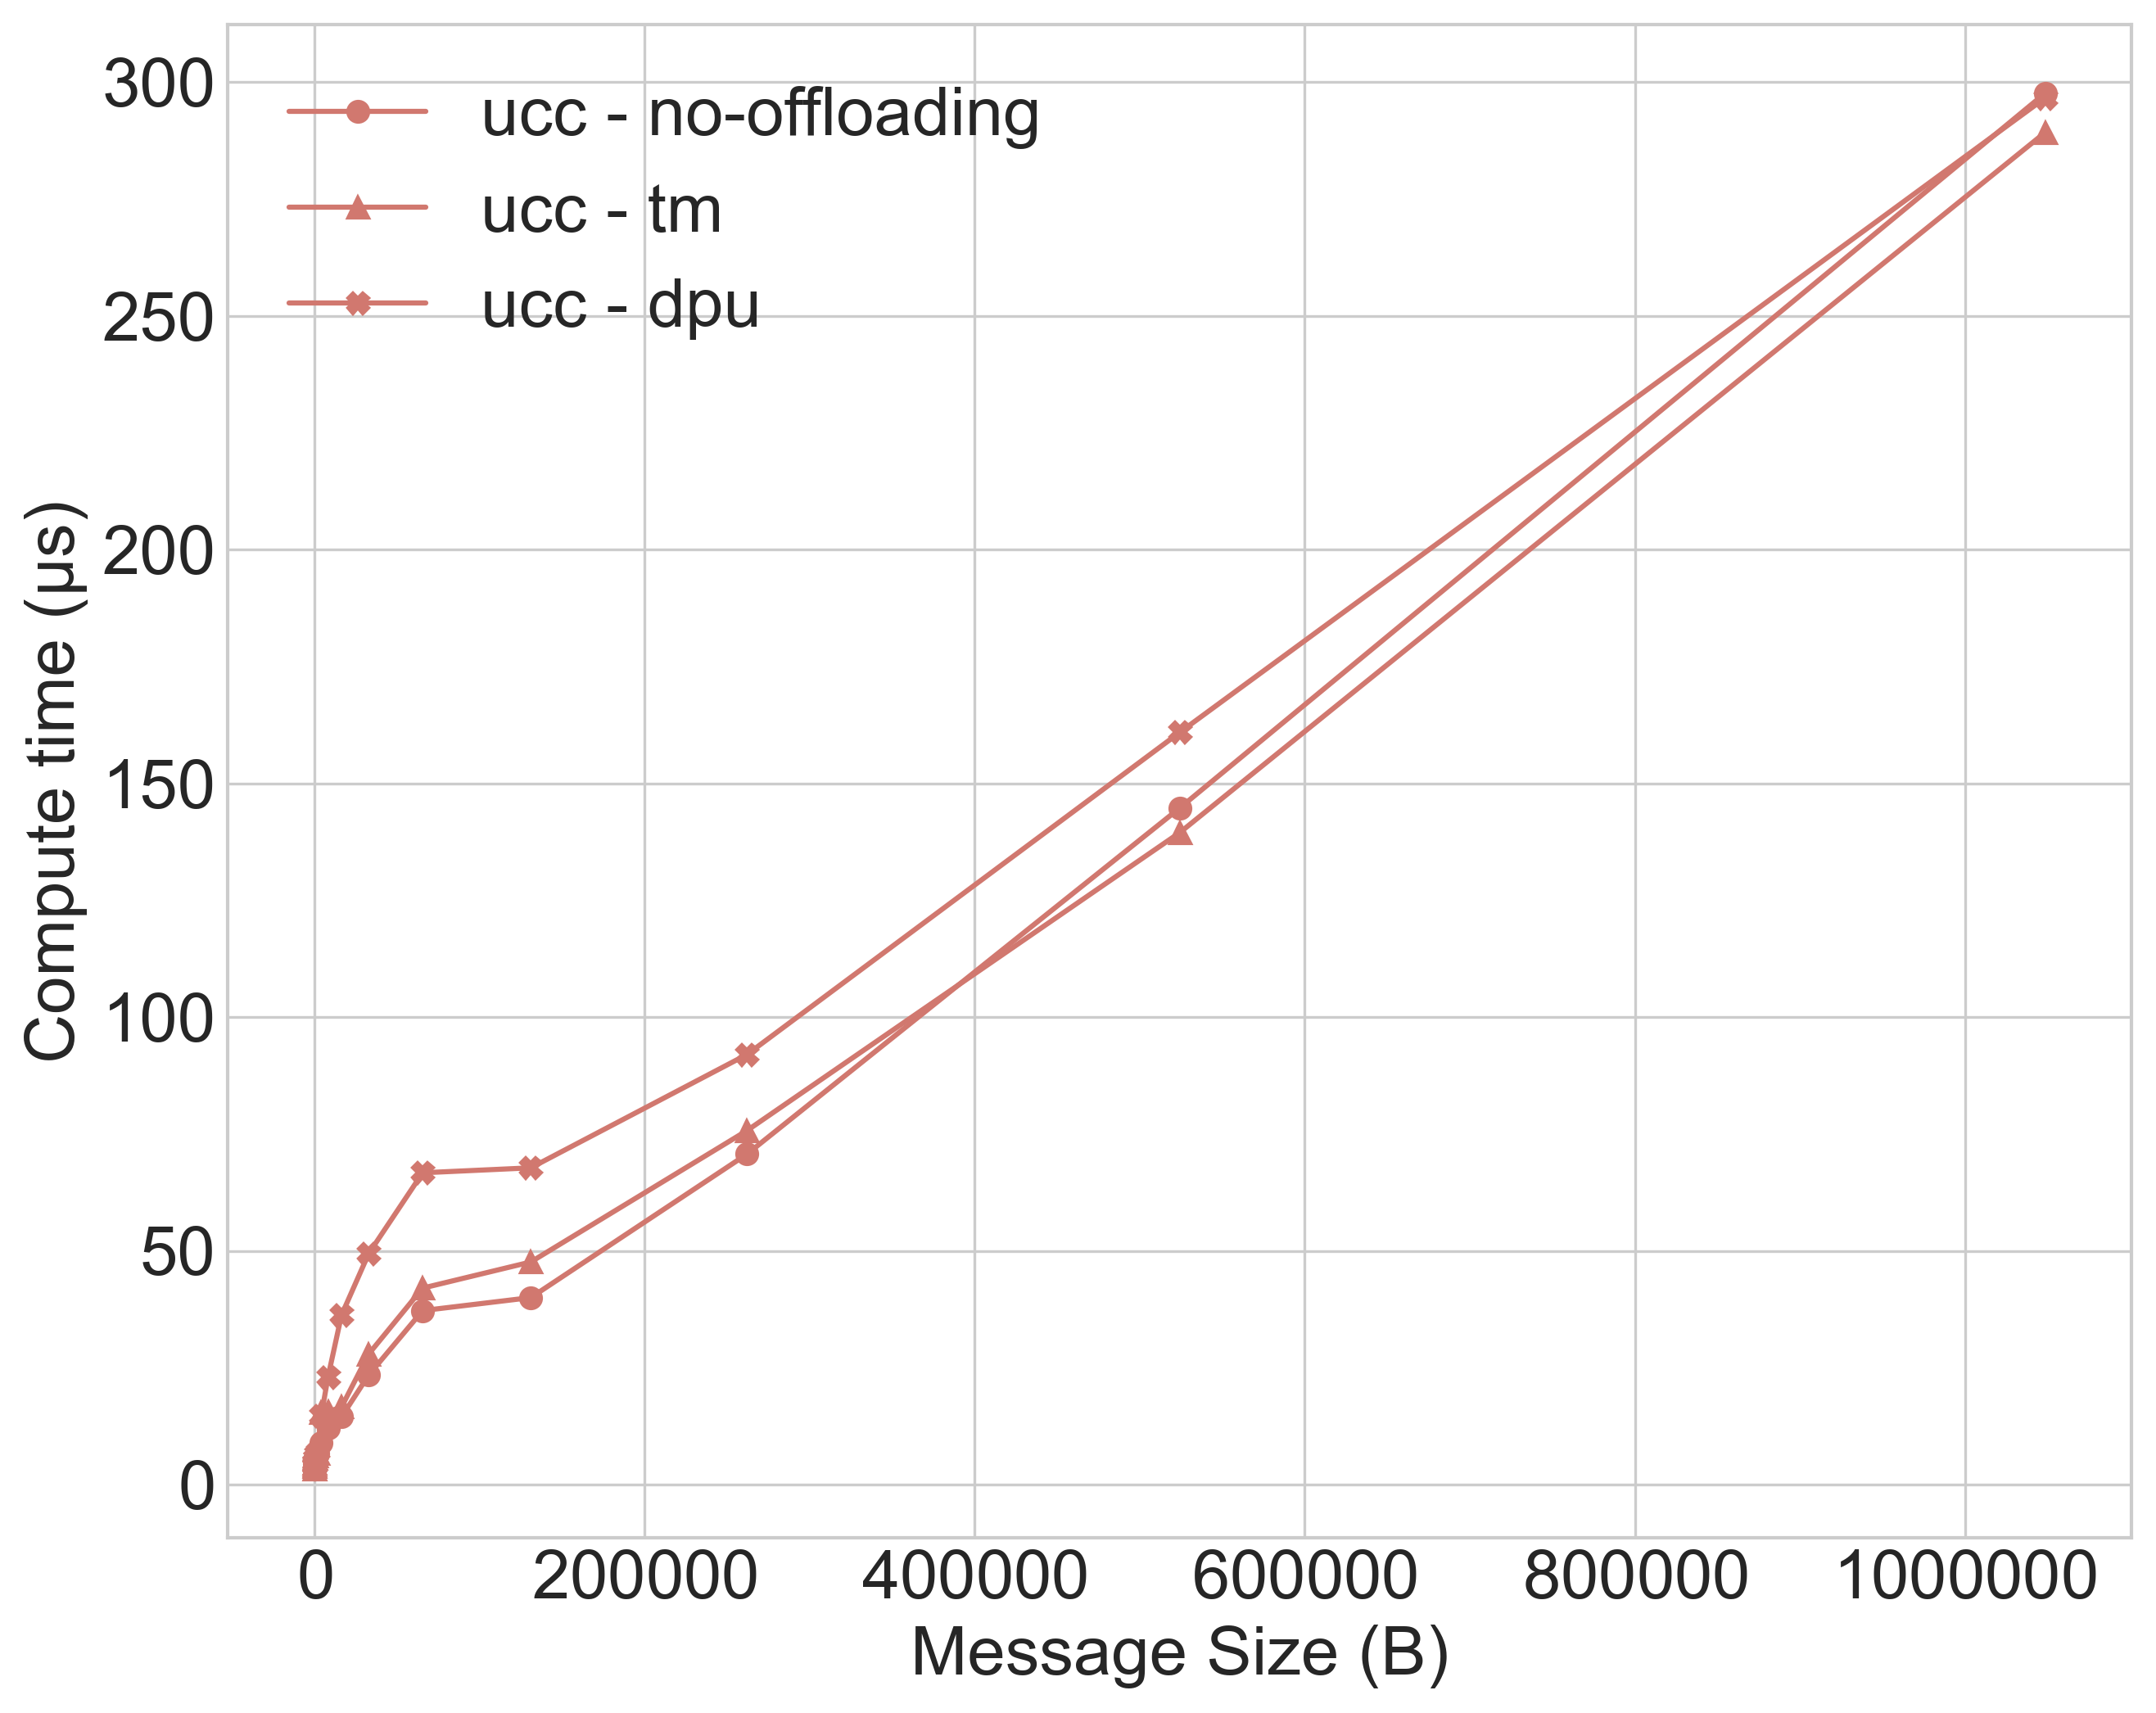 300
250
200
150
100
50
0
Compute time (µs)
ucc - no-offloading
ucc - tm
ucc - dpu
0 200000 400000 600000 800000 1000000
Message Size (B)